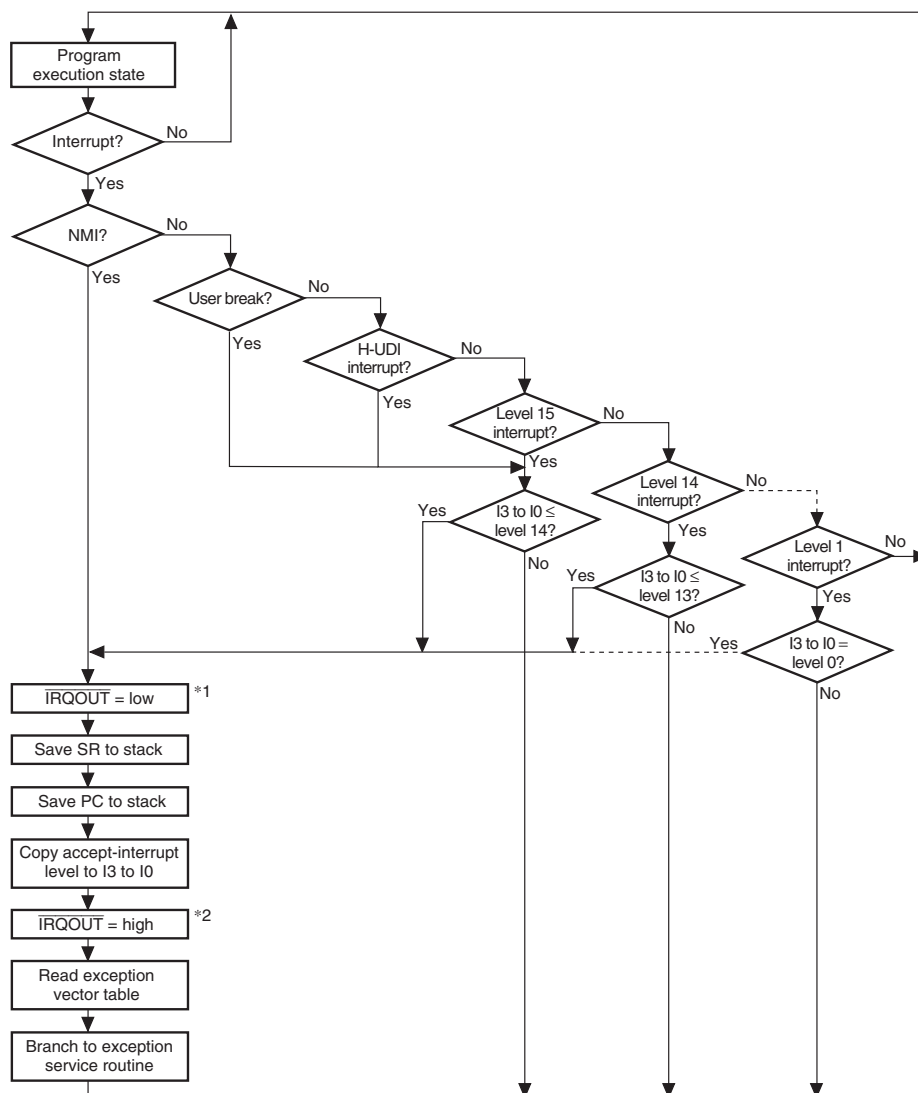 Program
execution state
Interrupt?
No
Yes
NMI?
No
Yes
User break?
No
Yes
H-UDI
interrupt?
No
Yes
Level 15
interrupt?
No
Yes
Level 14
interrupt?
No
Yes
I3 to I0 ≤
level 14?
Yes
No
Level 1
interrupt?
No
Yes
I3 to I0 ≤
level 13?
Yes
No
I3 to I0 =
level 0?
Yes
No
IRQOUT = low
*1
Save SR to stack
Save PC to stack
Copy accept-interrupt
level to I3 to I0
IRQOUT = high
*2
Read exception
vector table
Branch to exception
service routine